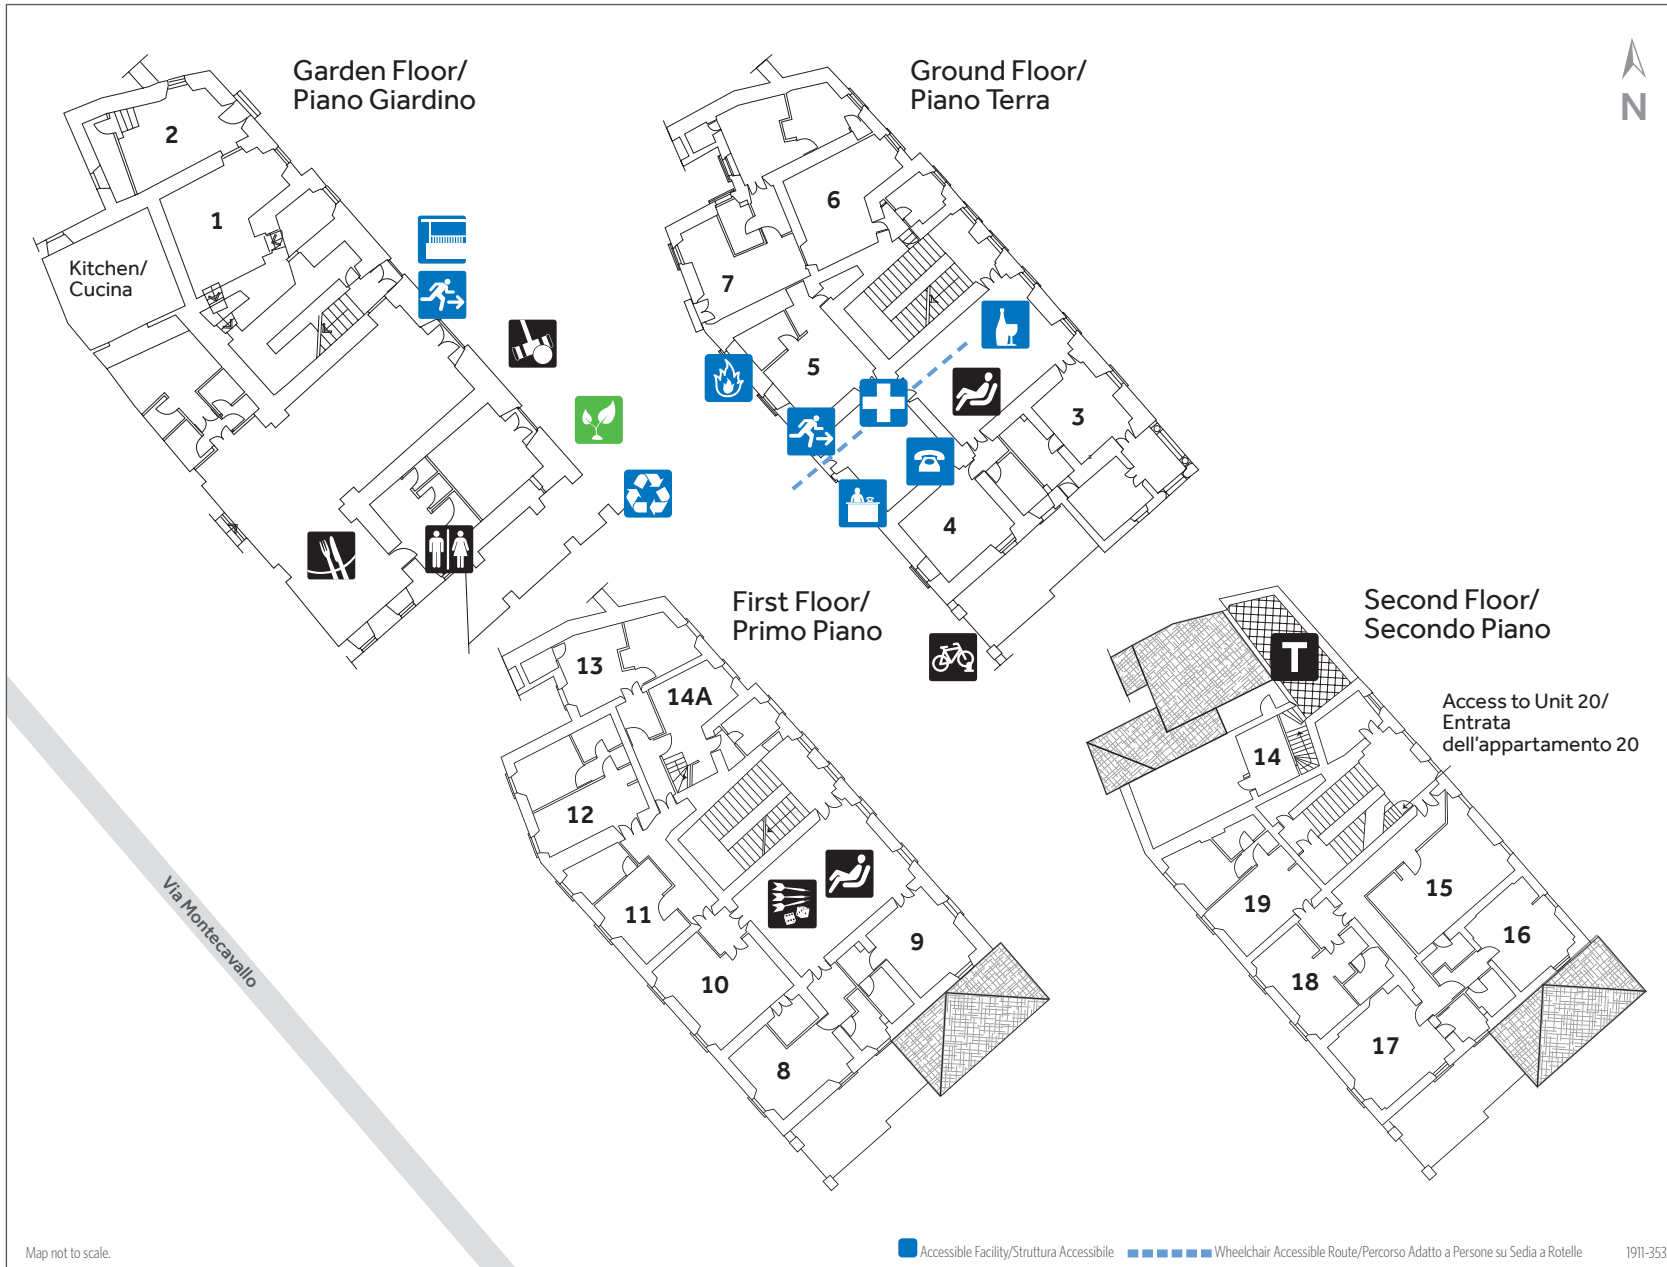 Garden Floor/
Piano Giardino
Ground Floor/
Piano Terra
N
2
1
Kitchen/
Cucina
6
7
5
3
4
First Floor/
Primo Piano
Second Floor/
Secondo Piano
T
Access to Unit 20/
Entrata
dell'appartamento 20
13
14A
12
11
10
9
8
14
15
19
16
18
17
Via Montecavallo
Map not to scale.
Accessible Facility/Struttura Accessibile
Wheelchair Accessible Route/Percorso Adatto a Persone su Sedia a Rotelle
1911-353